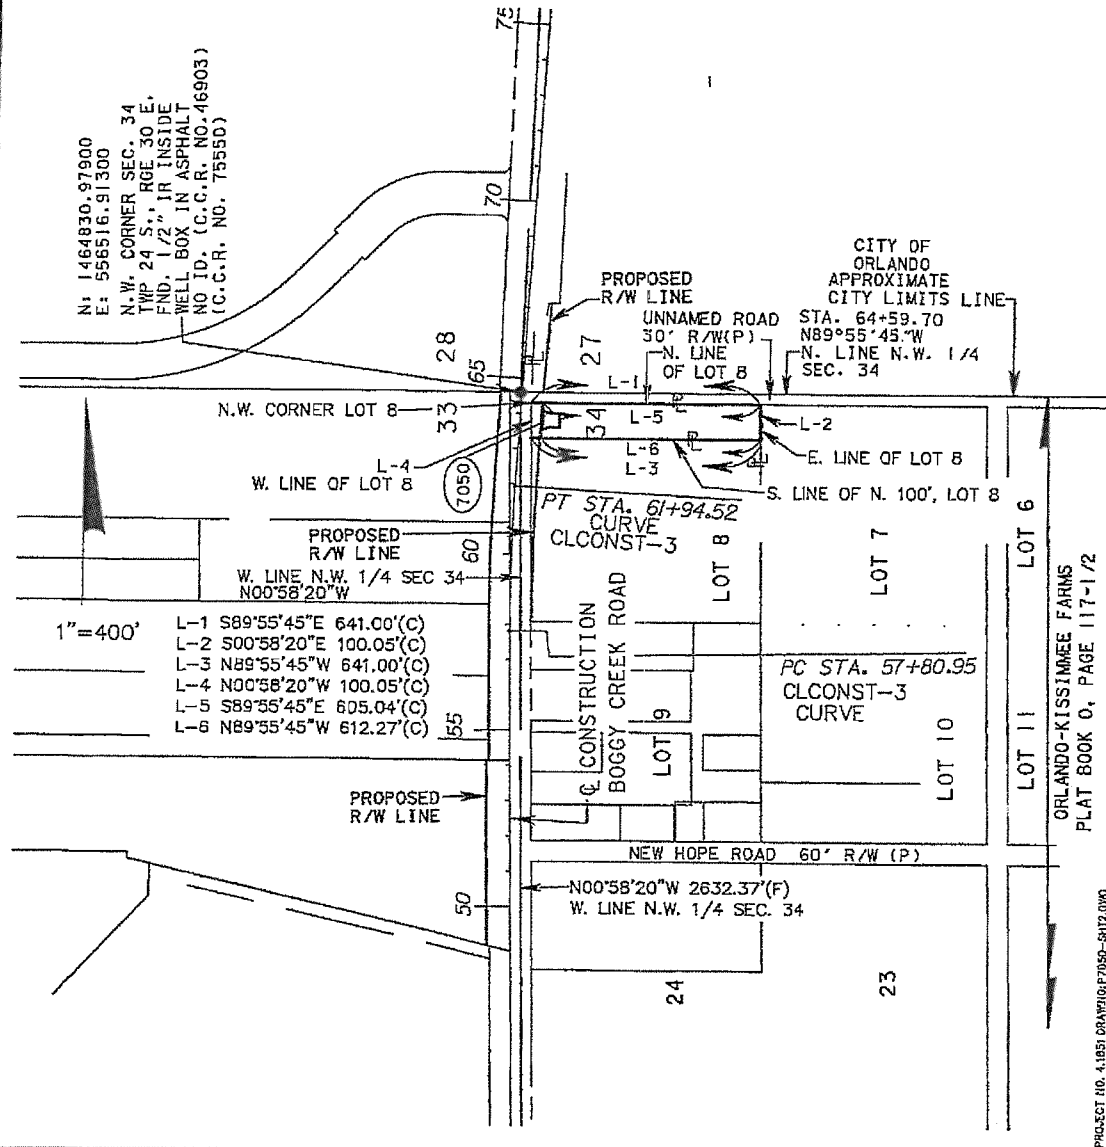 N: 1464830.97900
E: 556516.91300
N.W. CORNER SEC. 34
TWP 24 S., RGE 30 E,
FND. 1/2" IR INSIDE
WELL BOX IN ASPHALT
NO ID. (C.C.R. NO.46903)
(C.C.R. NO. 75550)
75
70
65
28
27
33
34
PROPOSED
R/W LINE
UNNAMED ROAD
30' R/W(P)
N. LINE
OF LOT 8
CITY OF
ORLANDO
APPROXIMATE
CITY LIMITS LINE
STA. 64+59.70
N89°55'45"W
N. LINE N.W. 1/4
SEC. 34
L-1
N.W. CORNER LOT 8
L-5
L-2
L-6
L-3
E. LINE OF LOT 8
L-4
W. LINE OF LOT 8
7050
S. LINE OF N. 100', LOT 8
PT STA. 61+94.52
CURVE
CLCONST-3
PROPOSED
R/W LINE
60
W. LINE N.W. 1/4 SEC 34
N00°58'20"W
LOT 8
LOT 7
LOT 6
1"=400'
L-1 S89°55'45"E 641.00'(C)
L-2 S00°58'20"E 100.05'(C)
L-3 N89°55'45"W 641.00'(C)
L-4 N00°58'20"W 100.05'(C)
L-5 S89°55'45"E 605.04'(C)
L-6 N89°55'45"W 612.27'(C)
55
℄ CONSTRUCTION
BOGGY CREEK ROAD
LOT 9
PC STA. 57+80.95
CLCONST-3
CURVE
LOT 10
LOT 11
ORLANDO-KISSIMMEE FARMS
PLAT BOOK O, PAGE 117-1/2
PROPOSED
R/W LINE
NEW HOPE ROAD 60' R/W (P)
50
N00°58'20"W 2632.37'(F)
W. LINE N.W. 1/4 SEC. 34
24
23
PROJECT NO. 4.1851 DRAWING:P7050-SHT2.DWG